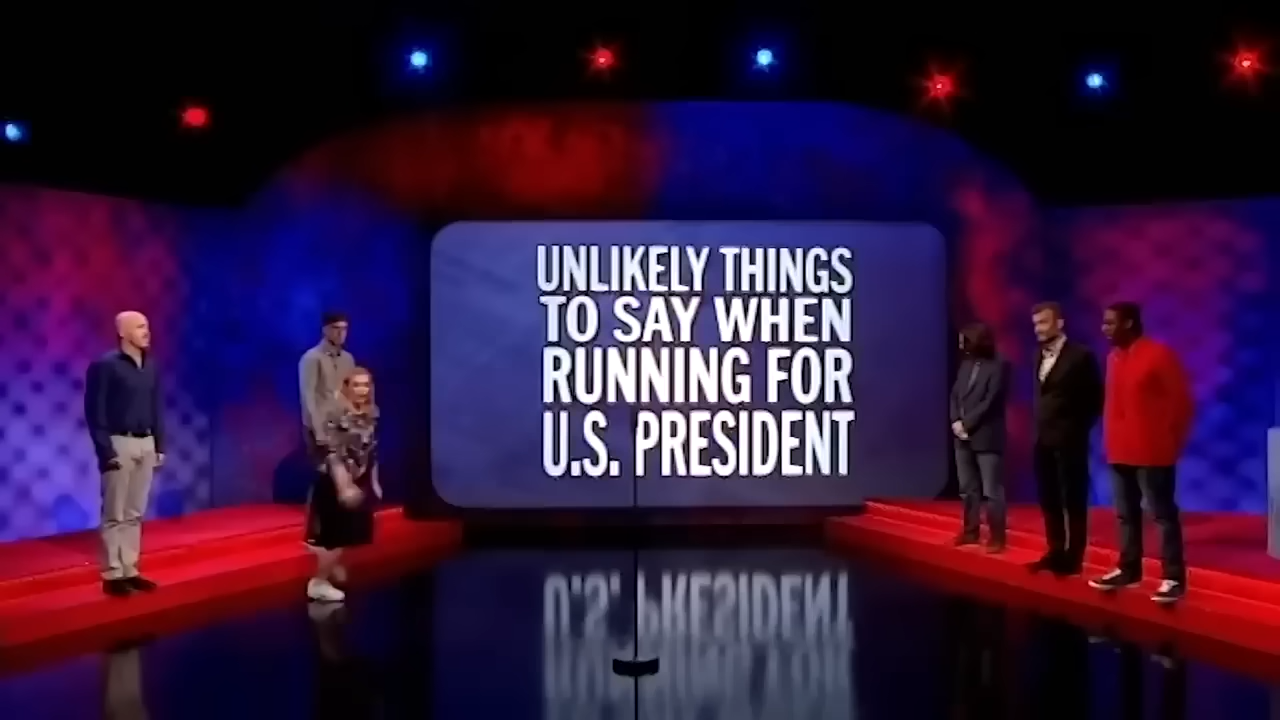 UNLIKELY THINGS
TO SAY WHEN
RUNNING FOR
U.S. PRESIDENT